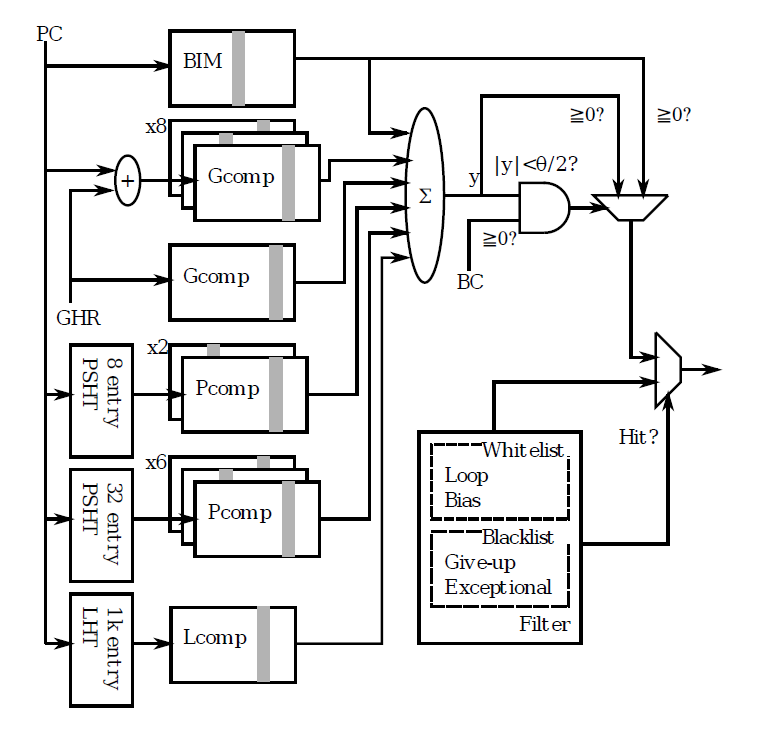 PC
BIM
x8
Gcomp
+
Gcomp
GHR
x2
8 entry
PSHT
Pcomp
x6
32 entry
PSHT
Pcomp
1k entry
LHT
Lcomp
Σ
y
|y|<θ/2?
≧0?
≧0?
≧0?
BC
Hit?
Whitelist
Loop
Bias
Blacklist
Give-up
Exceptional
Filter